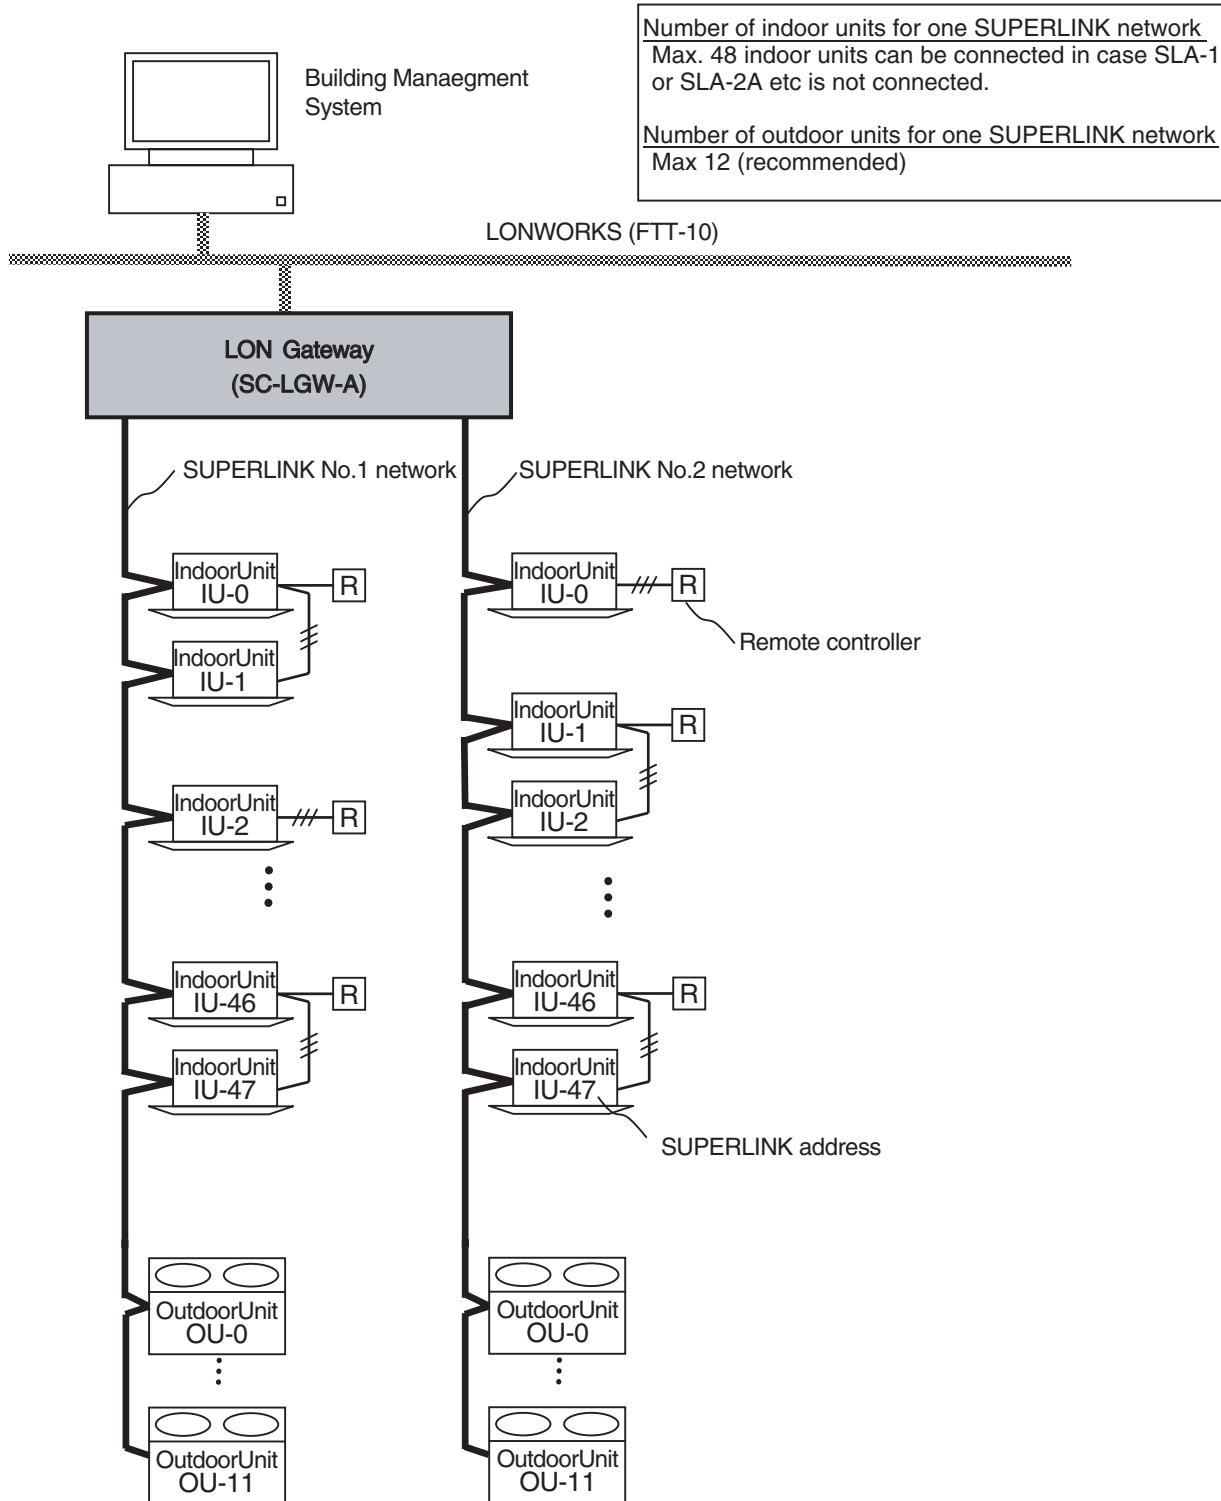 Number of indoor units for one SUPERLINK network
Max. 48 indoor units can be connected in case SLA-1
or SLA-2A etc is not connected.
Number of outdoor units for one SUPERLINK network
Max 12 (recommended)
Building Manaegment
System
LONWORKS (FTT-10)
LON Gateway
(SC-LGW-A)
SUPERLINK No.1 network
SUPERLINK No.2 network
IndoorUnit
IU-0
R
IndoorUnit
IU-1
IndoorUnit
IU-2
R
IndoorUnit
IU-46
R
IndoorUnit
IU-47
OutdoorUnit
OU-0
OutdoorUnit
OU-11
IndoorUnit
IU-0
R
Remote controller
IndoorUnit
IU-1
R
IndoorUnit
IU-2
IndoorUnit
IU-46
R
IndoorUnit
IU-47
SUPERLINK address
OutdoorUnit
OU-0
OutdoorUnit
OU-11